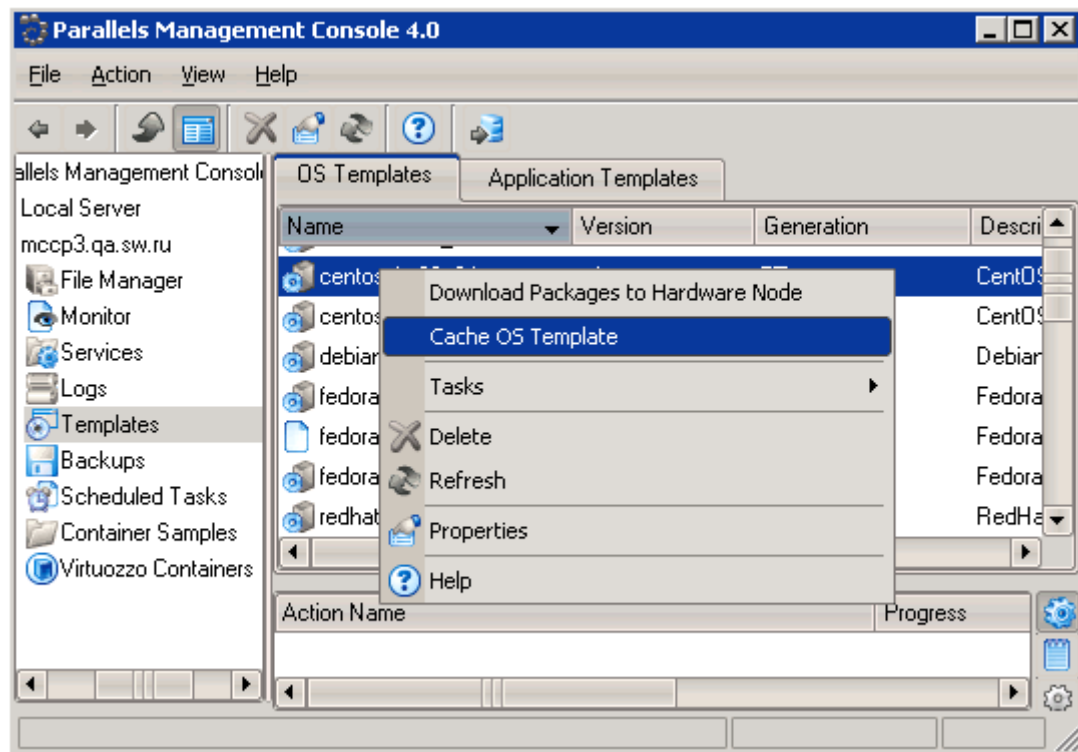 Parallels Management Console 4.0
File Action View Help
allels Management Consol
OS Templates Application Templates
Local Server
Name Version Generation Descri
mccp3.qa.sw.ru
File Manager
Monitor
Services
Logs
Templates
Backups
Scheduled Tasks
Container Samples
Virtuozzo Containers
centos CentOS
centos CentOS
debian Debian
fedora Fedora
fedora Fedora
fedora Fedora
redhat RedHa
Download Packages to Hardware Node
Cache OS Template
Tasks
Delete
Refresh
Properties
Help
Action Name Progress